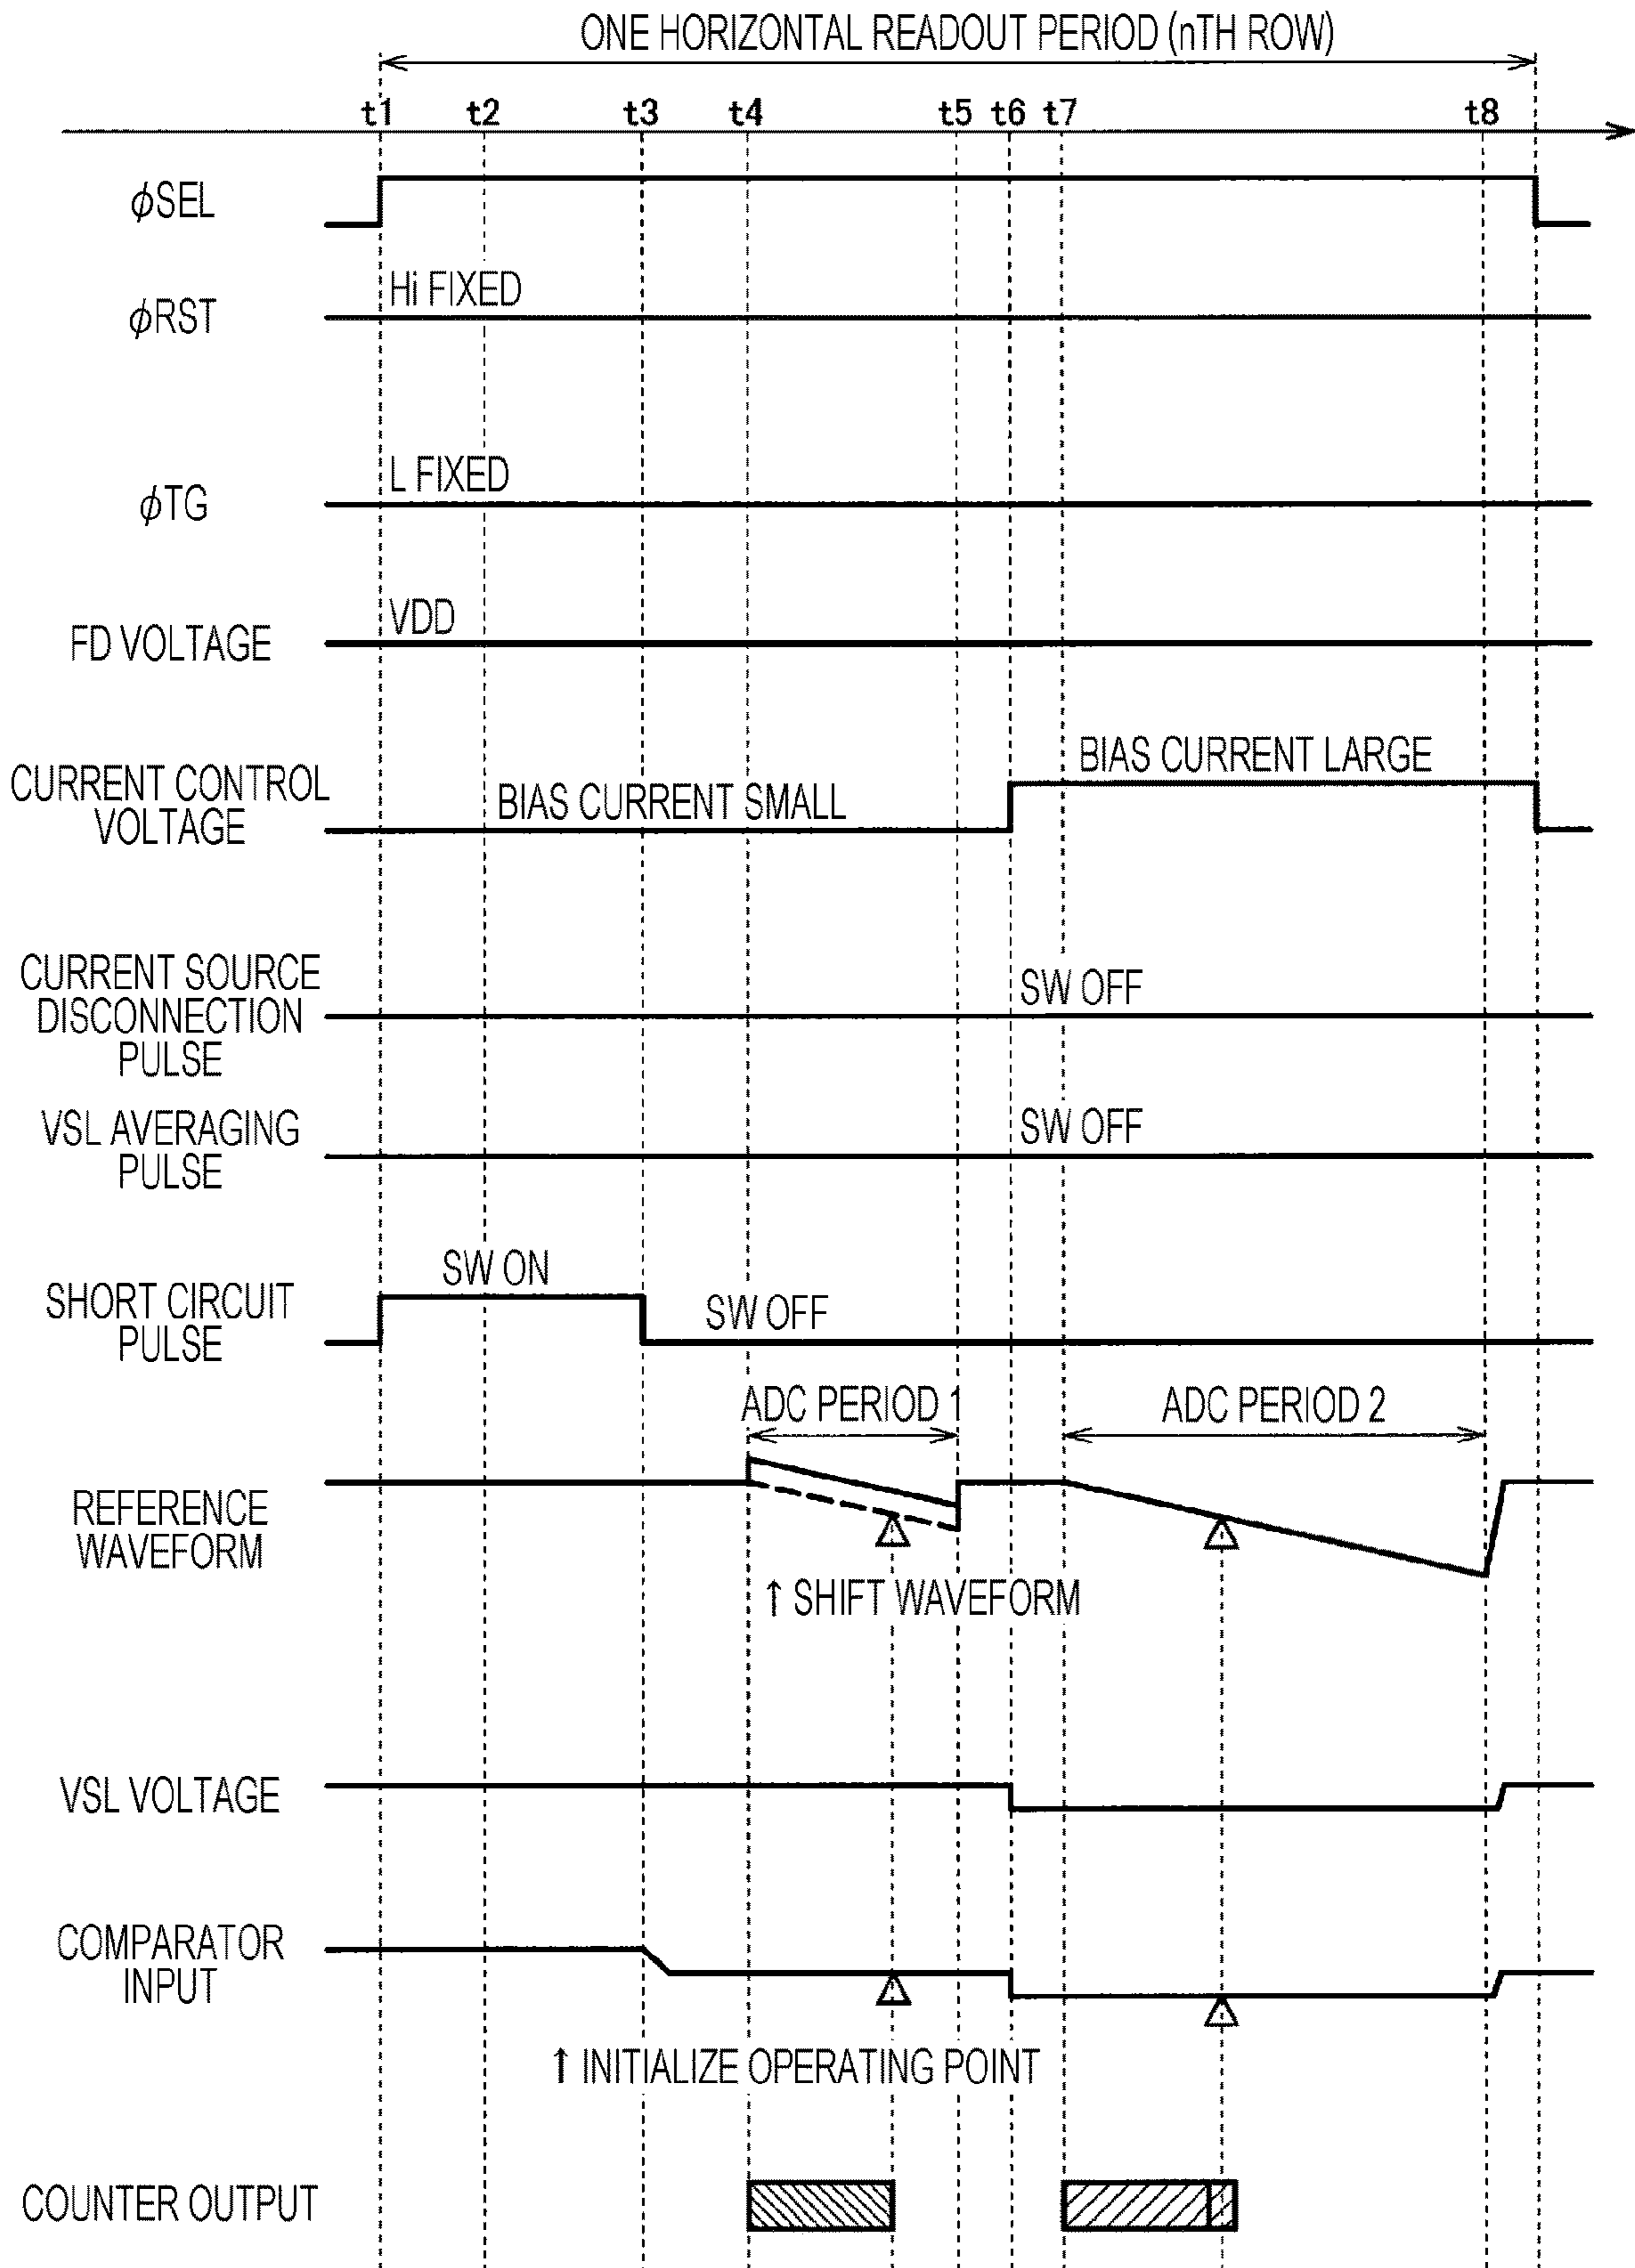 ONE HORIZONTAL READOUT PERIOD (nTH ROW)
t1 t2 t3 t4 t5 t6 t7 t8
ϕSEL
Hi FIXED
ϕRST
L FIXED
ϕTG
VDD
FD VOLTAGE
BIAS CURRENT LARGE
CURRENT CONTROL
VOLTAGE
BIAS CURRENT SMALL
CURRENT SOURCE
DISCONNECTION
PULSE
SW OFF
VSL AVERAGING
PULSE
SW OFF
SW ON
SHORT CIRCUIT
PULSE
SW OFF
ADC PERIOD 1
ADC PERIOD 2
REFERENCE
WAVEFORM
↑ SHIFT WAVEFORM
VSL VOLTAGE
COMPARATOR
INPUT
↑ INITIALIZE OPERATING POINT
COUNTER OUTPUT